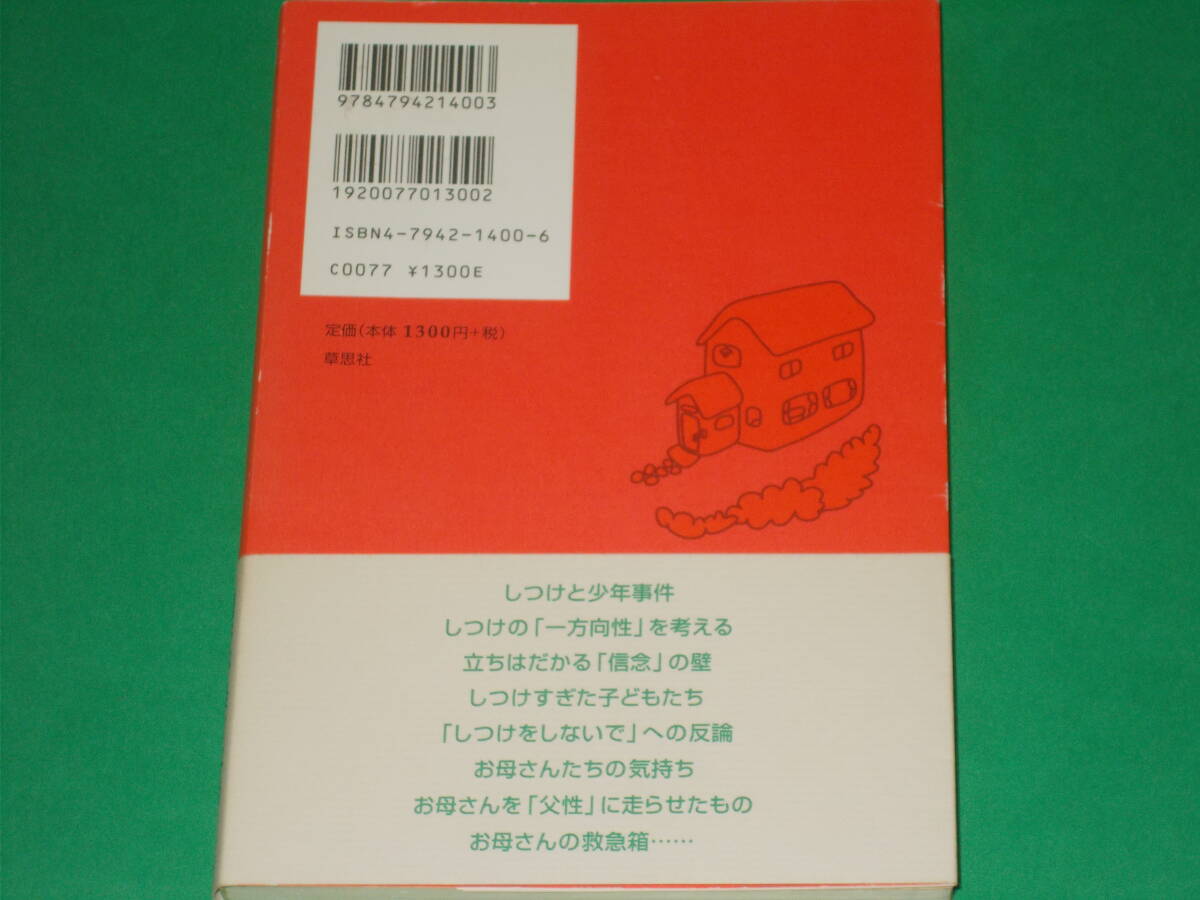 9784794214003
1920077013002
ISBN4-7942-1400-6
C0077 ¥1300E
定価(本体 1300円+税)
草思社
しつけと少年事件
しつけの「一方向性」を考える
立ちはだかる「信念」の壁
しつけすぎた子どもたち
「しつけをしないで」への反論
お母さんたちの気持ち
お母さんを「父性」に走らせたもの
お母さんの救急箱……